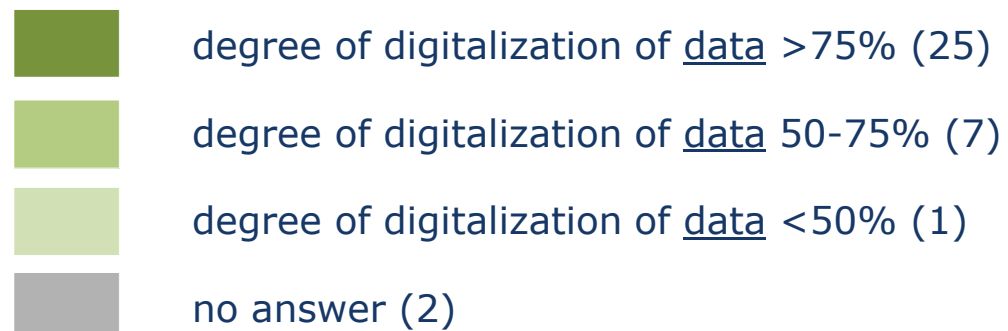 degree of digitalization of data >75% (25)
degree of digitalization of data 50-75% (7)
degree of digitalization of data <50% (1)
no answer (2)